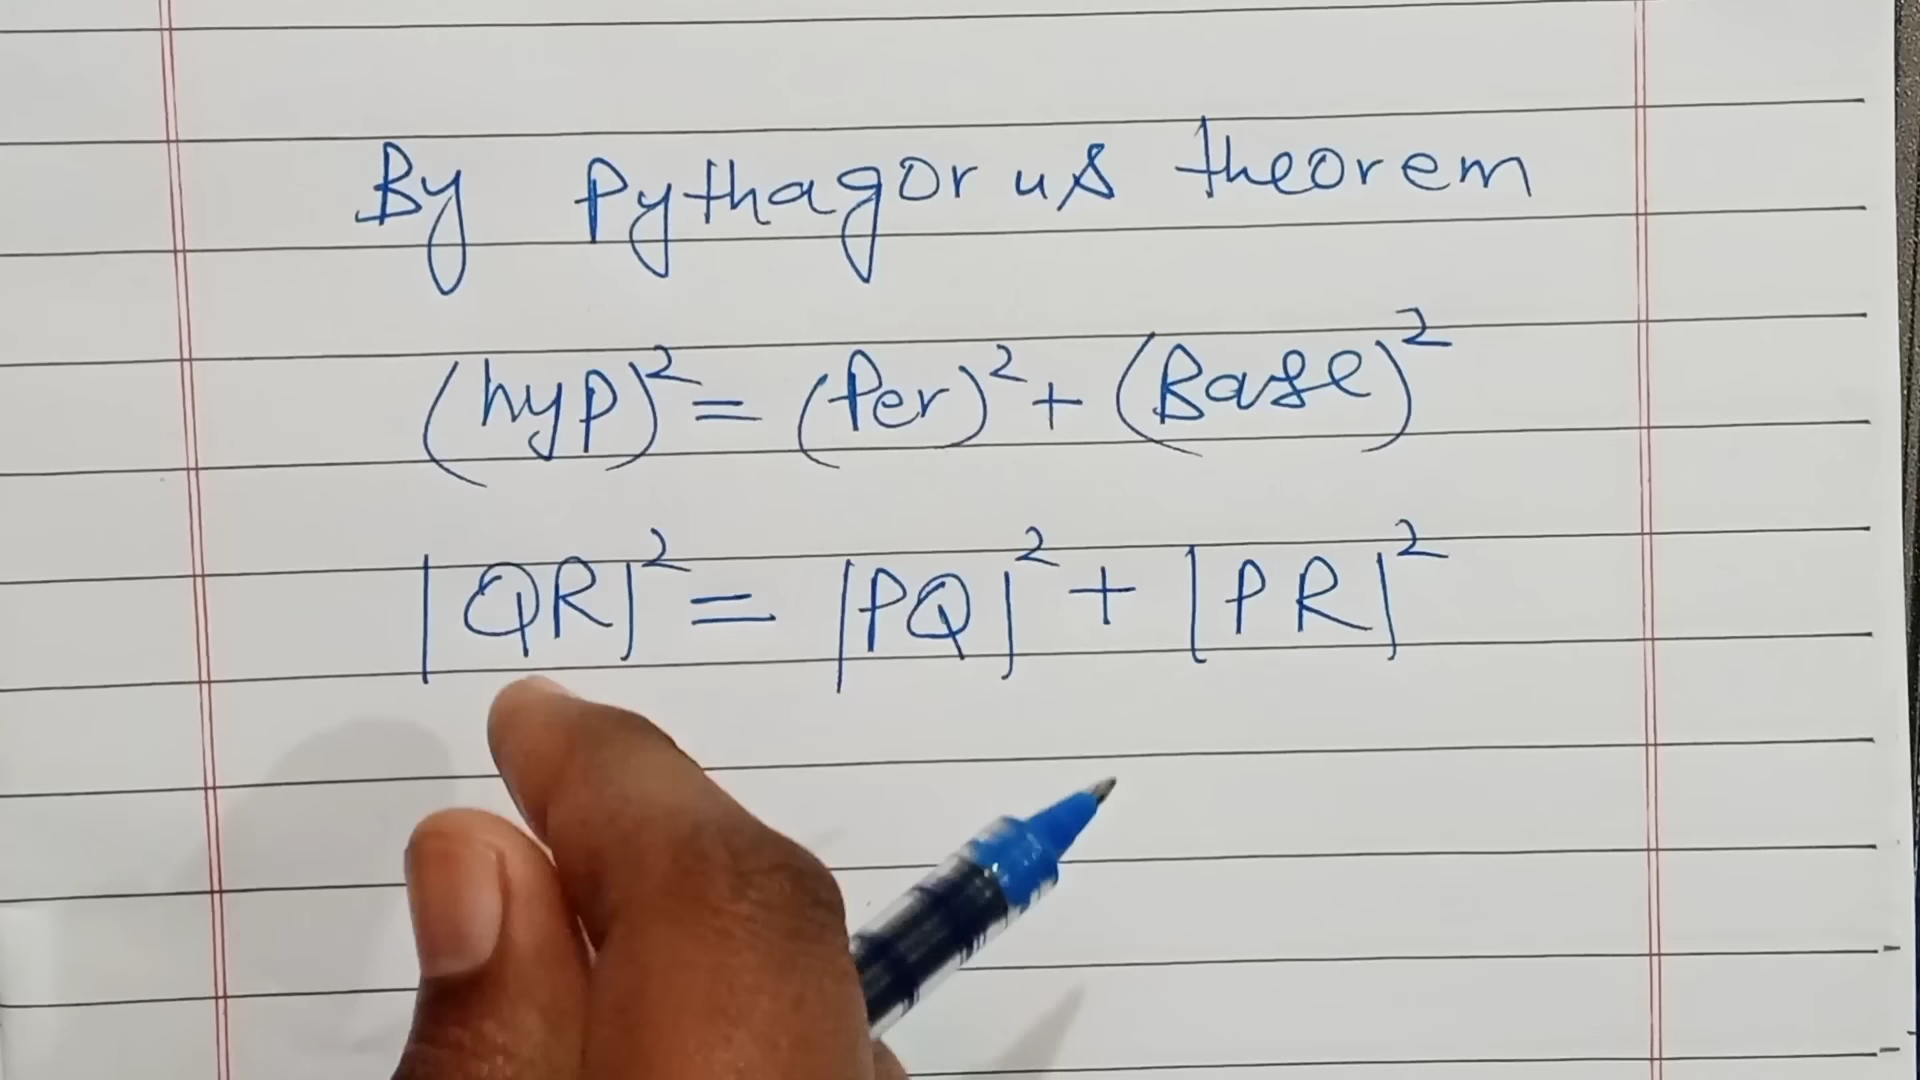 By Pythagorus theorem
(hyp)² = (Per)² + (Base)²
|QR|² = |PQ|² + |PR|²